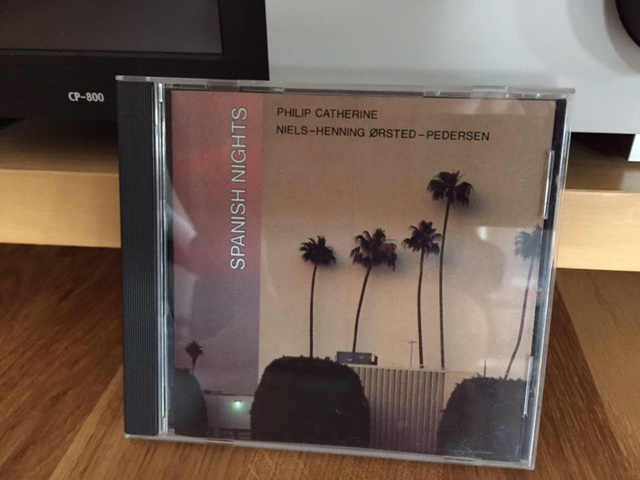 CP-800
PHILIP CATHERINE
NIELS-HENNING ØRSTED-PEDERSEN
SPANISH NIGHTS